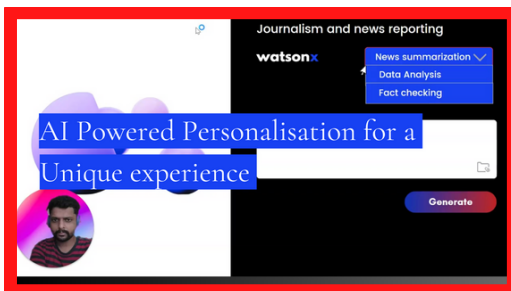 Journalism and news reporting
watsonx
News summarization
Data Analysis
Fact checking
AI Powered Personalisation for a
Unique experience
Generate